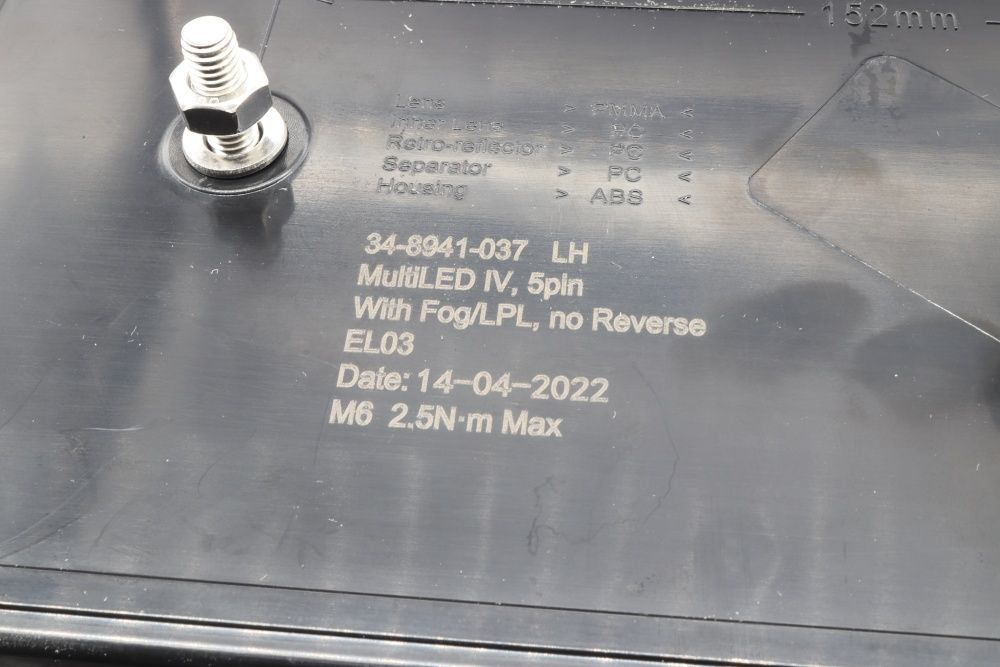 152mm
Lens > PMMA <
Inner Lens > PC <
Retro-reflector > PC <
Separator > PC <
Housing > ABS <
34-8941-037 LH
MultiLED IV, 5pin
With Fog/LPL, no Reverse
EL03
Date: 14-04-2022
M6 2.5N·m Max